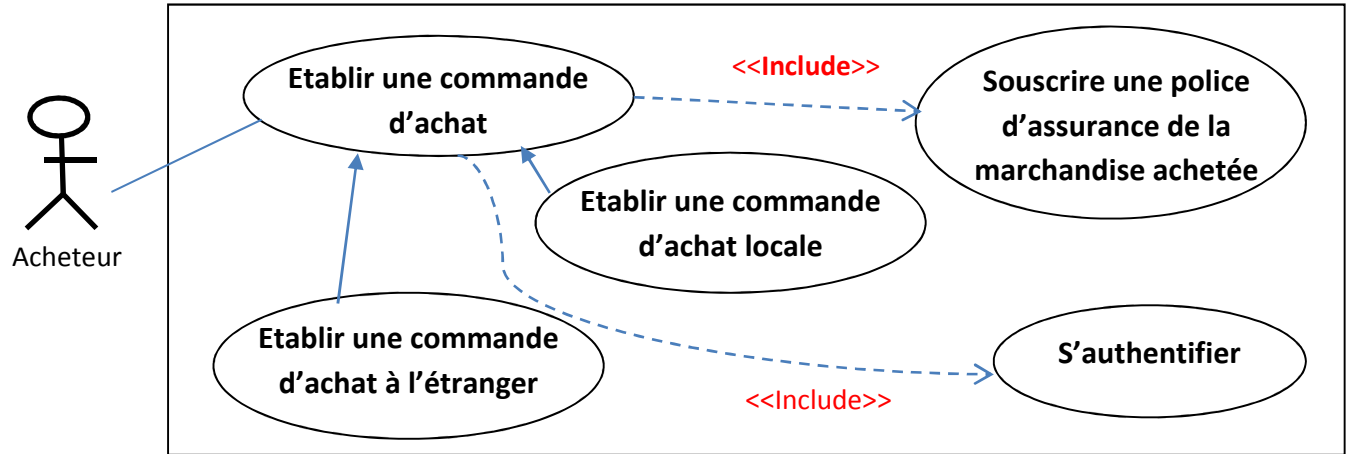 Etablir une commande
d’achat
<<Include>>
Souscrire une police
d’assurance de la
marchandise achetée
Etablir une commande
d’achat locale
Acheteur
Etablir une commande
d’achat à l’étranger
S’authentifier
<<Include>>